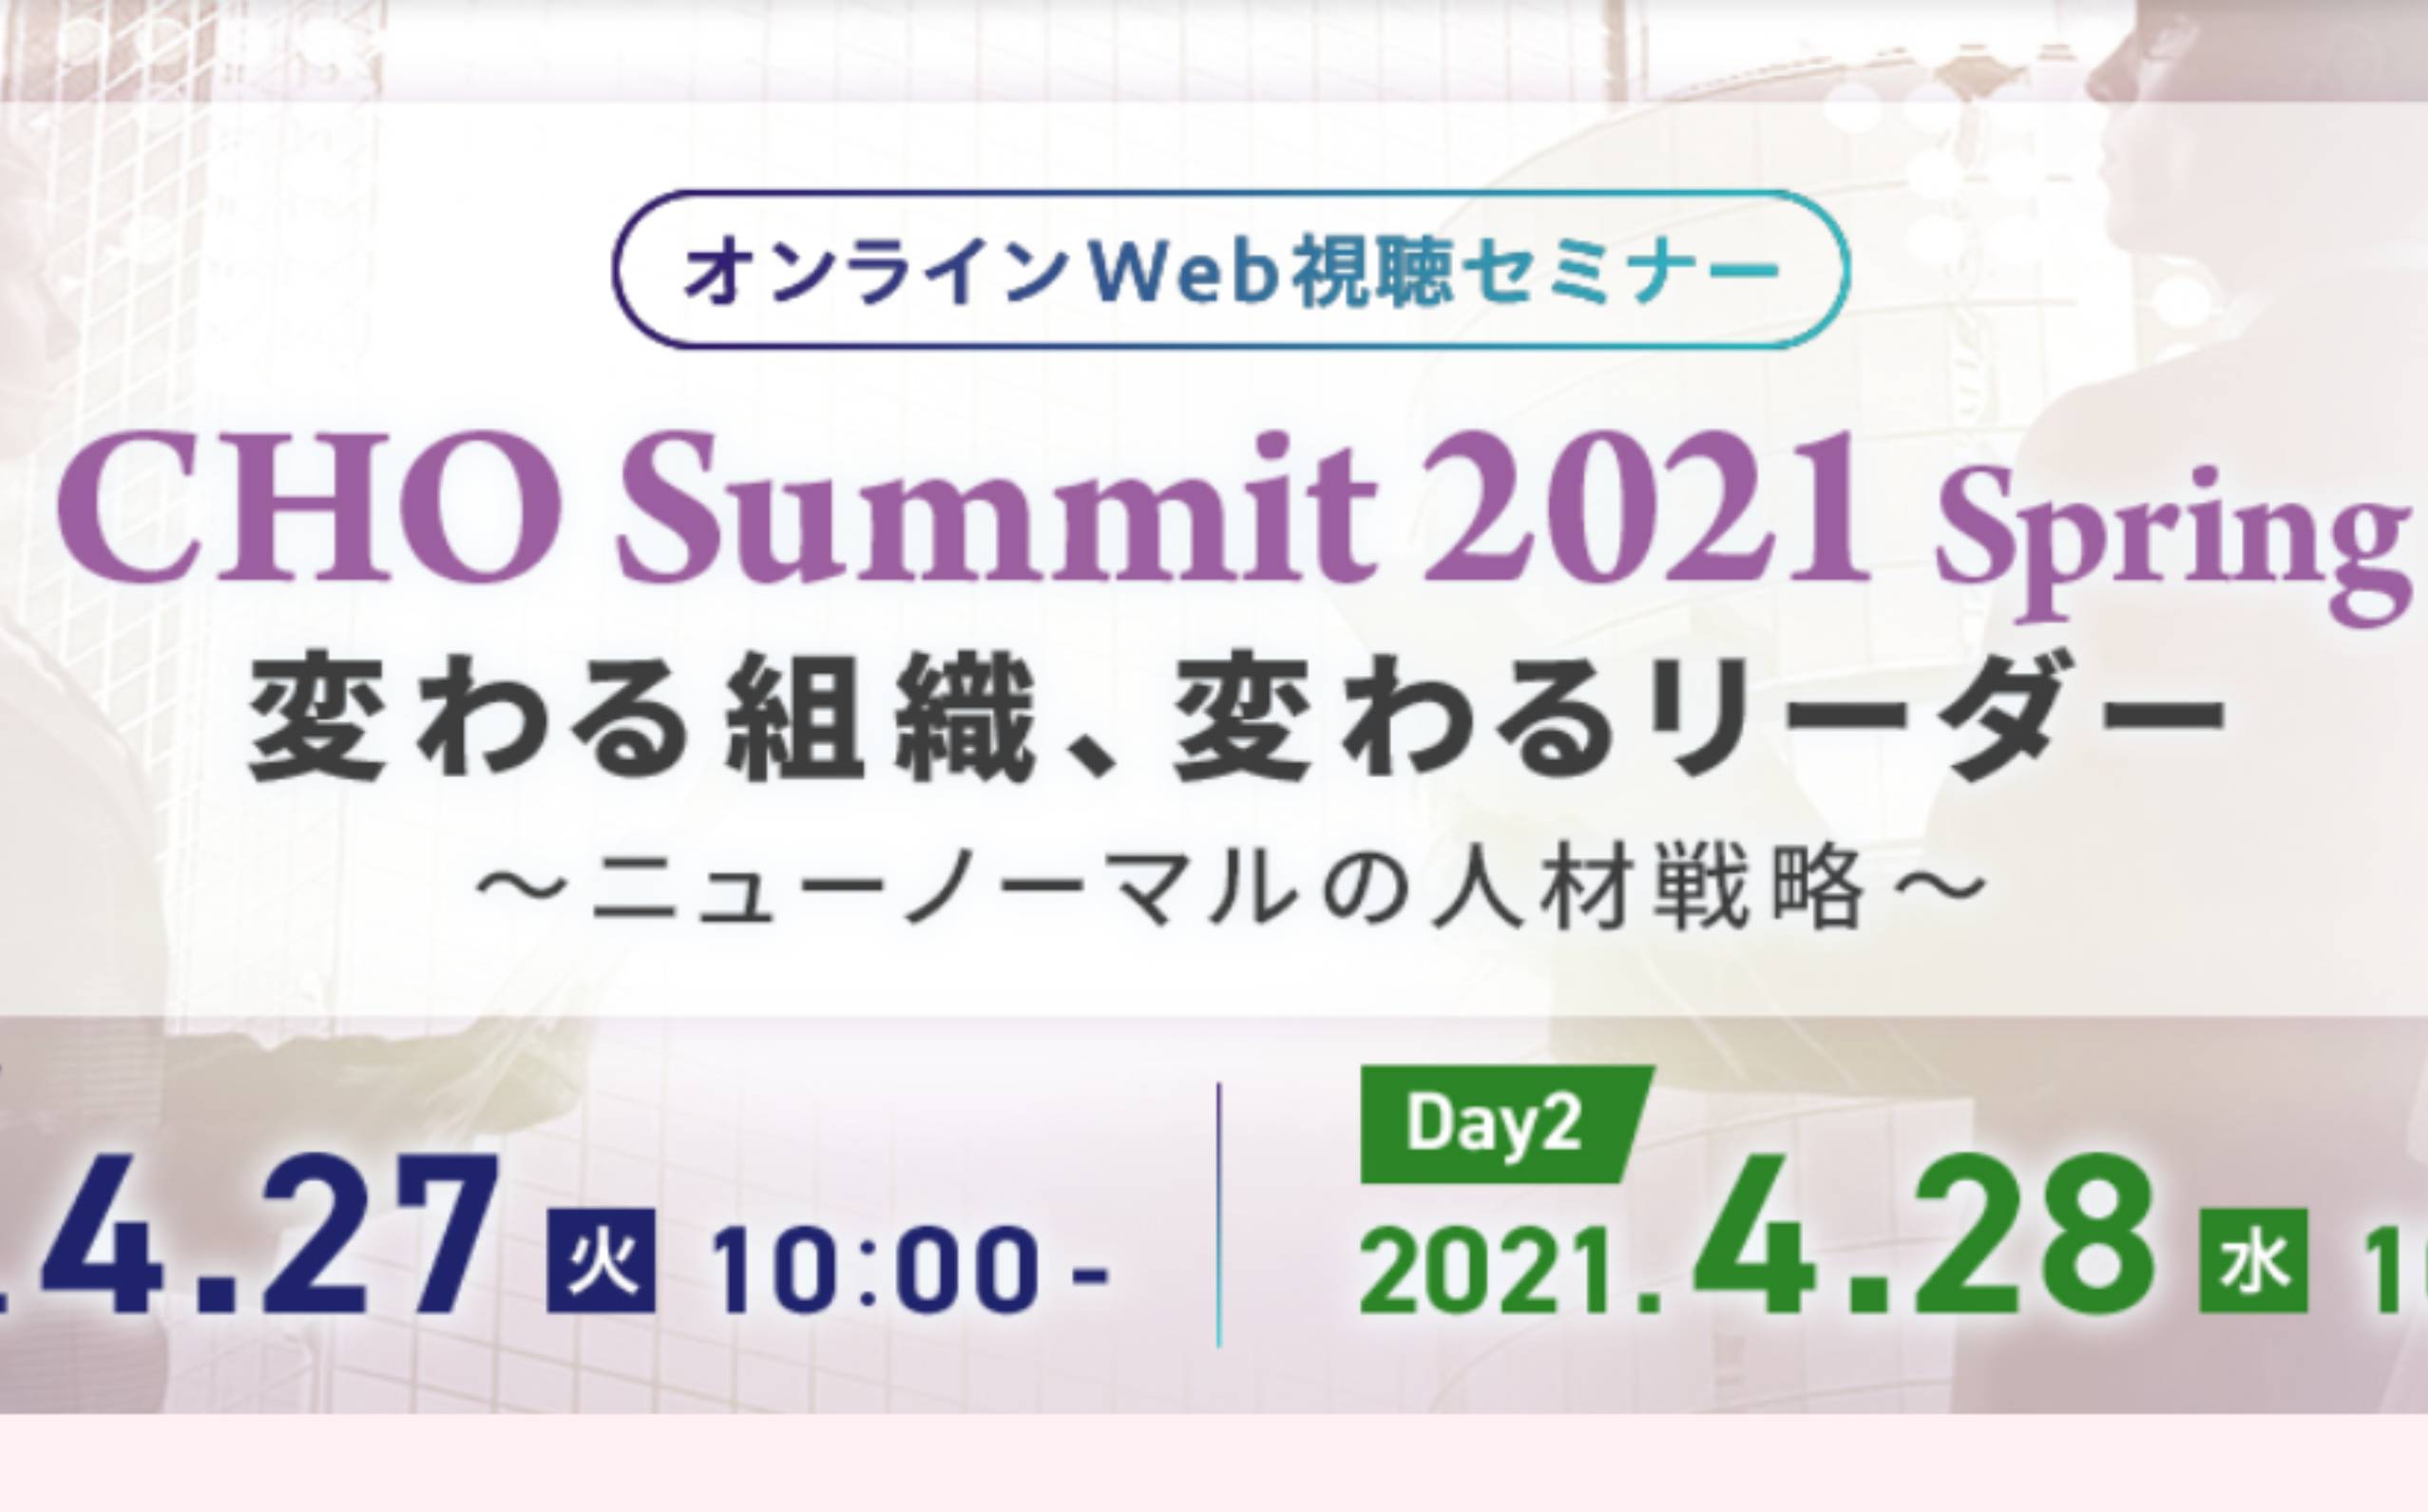 オンラインWeb視聴セミナー
CHO Summit 2021 Spring
変わる組織、変わるリーダー
〜ニューノーマルの人材戦略〜
4.27 火 10:00 -
Day2
2021. 4.28 水